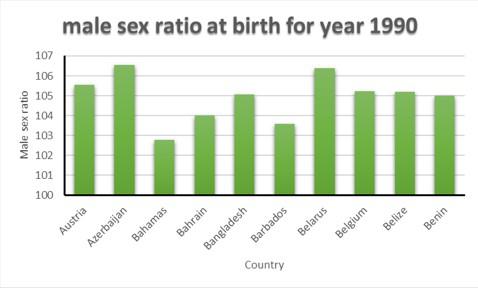 male sex ratio at birth for year 1990
107
106
105
104
103
102
101
100
Male sex ratio
Austria
Azerbaijan
Bahamas
Bahrain
Bangladesh
Barbados
Belarus
Belgium
Belize
Benin
Country